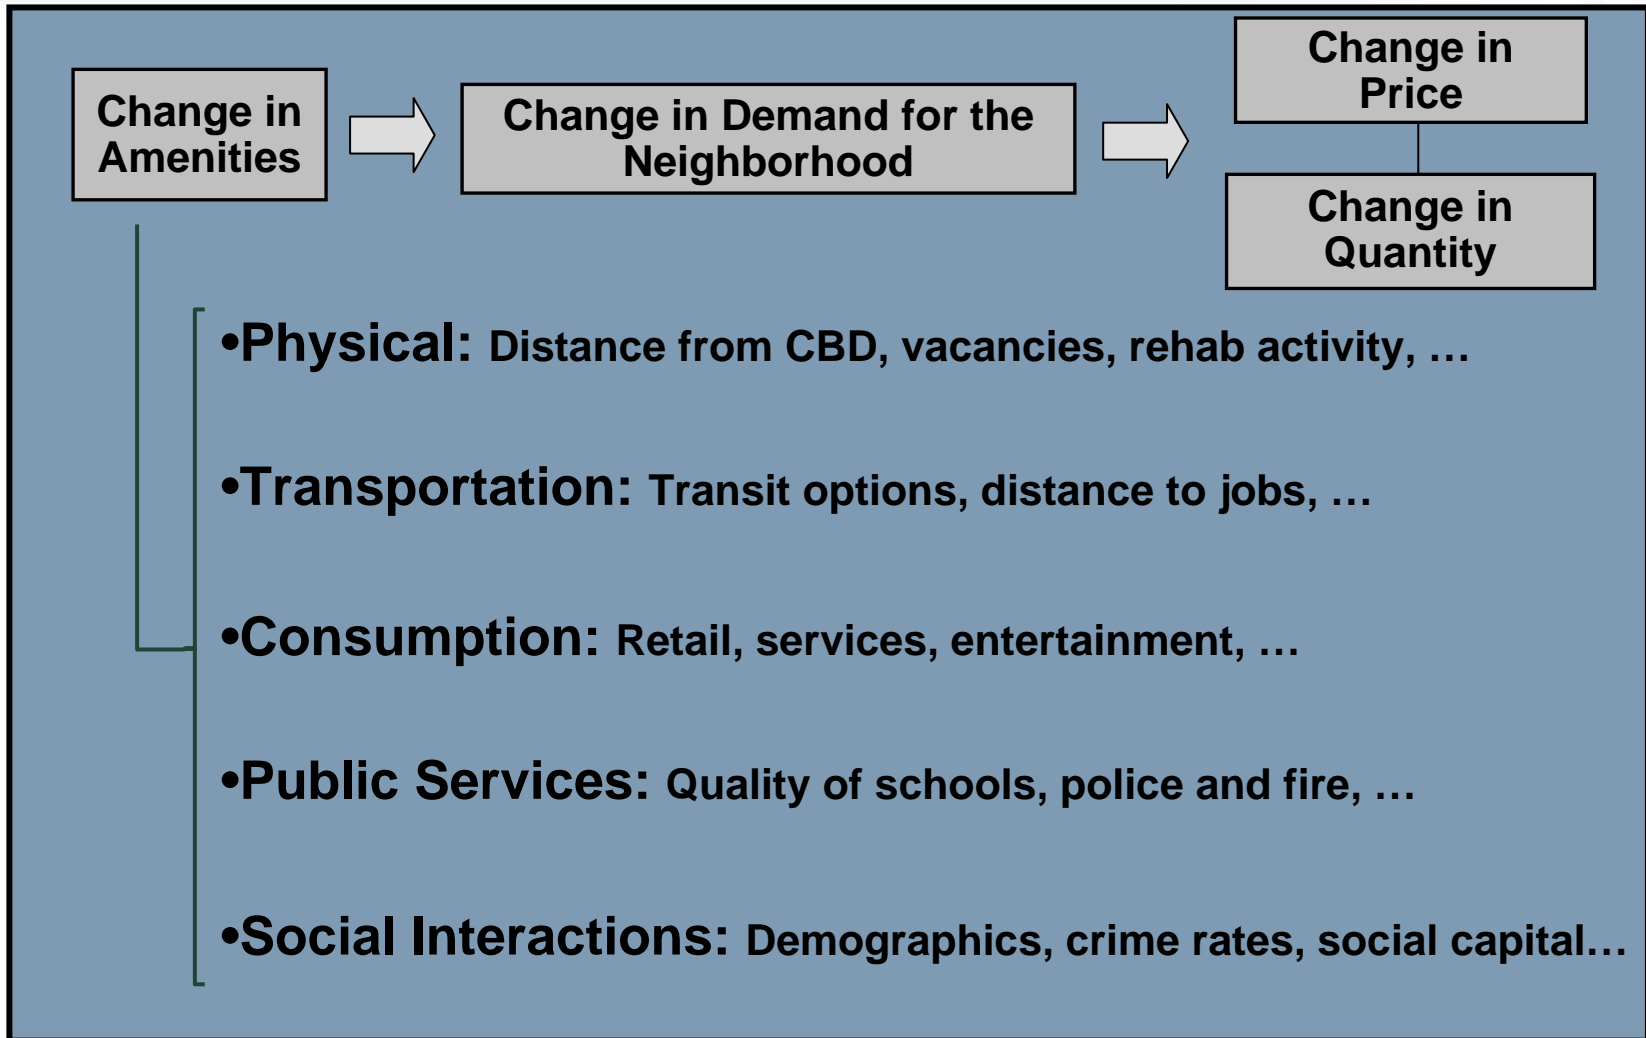 Change in
Amenities
Change in Demand for the
Neighborhood
Change in
Price
Change in
Quantity
•Physical: Distance from CBD, vacancies, rehab activity, …
•Transportation: Transit options, distance to jobs, …
•Consumption: Retail, services, entertainment, …
•Public Services: Quality of schools, police and fire, …
•Social Interactions: Demographics, crime rates, social capital…